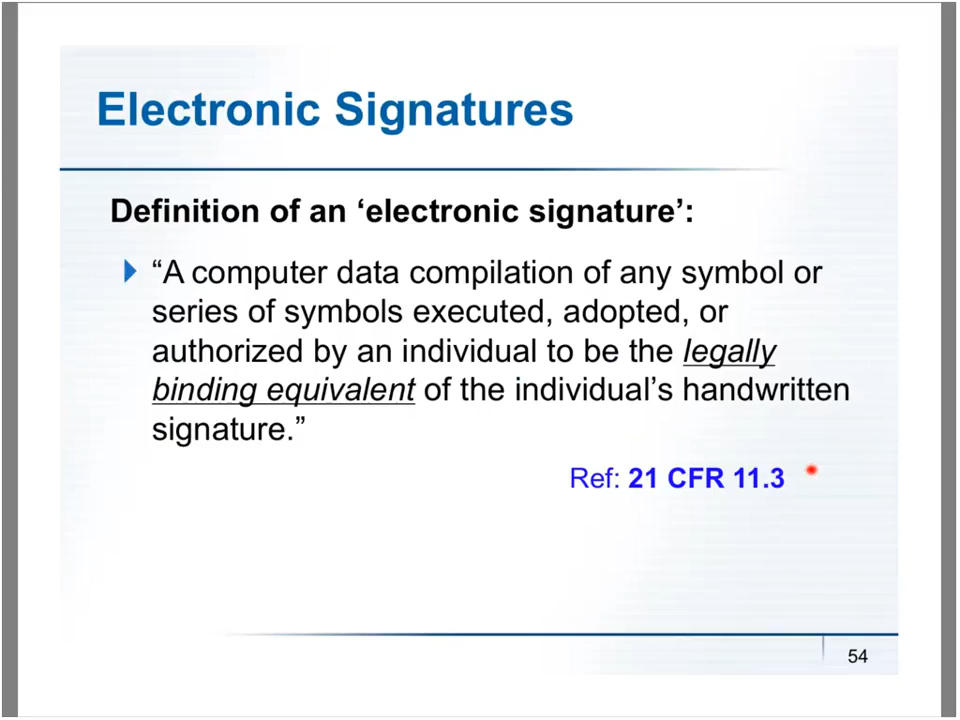 Electronic Signatures
Definition of an ‘electronic signature’:
“A computer data compilation of any symbol or
series of symbols executed, adopted, or
authorized by an individual to be the legally
binding equivalent of the individual’s handwritten
signature.”
Ref: 21 CFR 11.3
54